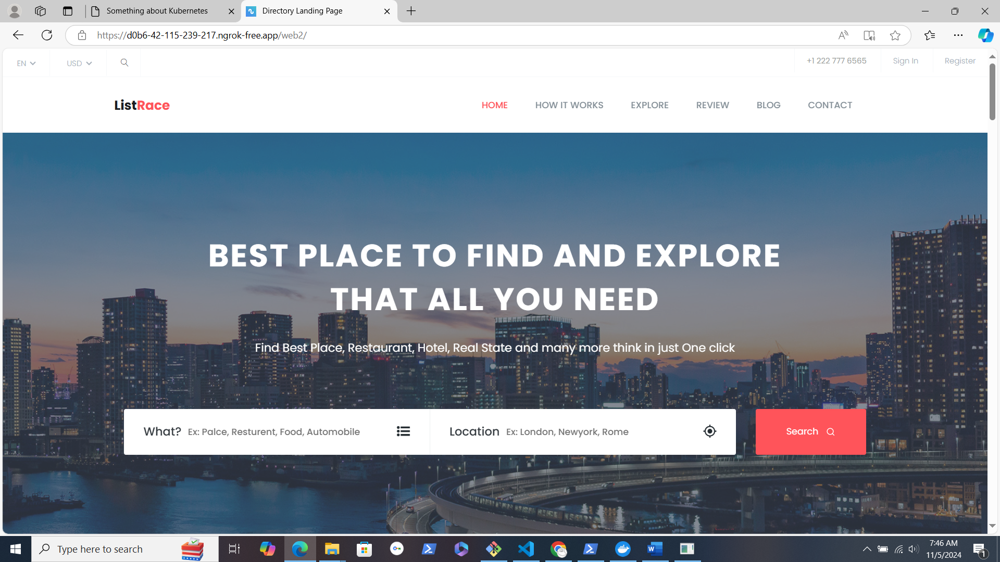 Something about Kubernetes
Directory Landing Page
https://d0b6-42-115-239-217.ngrok-free.app/web2/
EN
USD
+1 222 777 6565
Sign In
Register
ListRace
HOME
HOW IT WORKS
EXPLORE
REVIEW
BLOG
CONTACT
BEST PLACE TO FIND AND EXPLORE
THAT ALL YOU NEED
Find Best Place, Restaurant, Hotel, Real State and many more think in just One click
What? Ex: Palce, Resturent, Food, Automobile
Location Ex: London, Newyork, Rome
Search
Type here to search
7:46 AM
11/5/2024
1